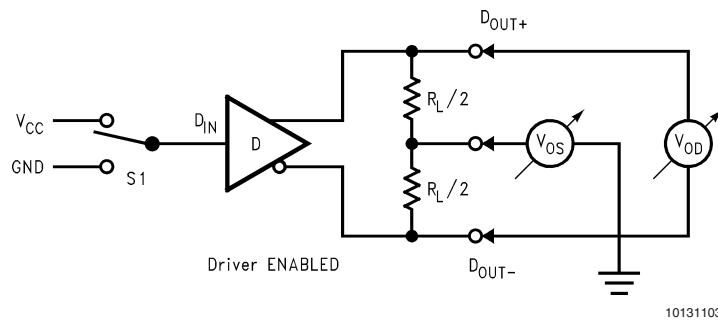 DOUT+
VCC
DIN
RL/2
D
VOS
VOD
GND
S1
RL/2
Driver ENABLED
DOUT−
10131103